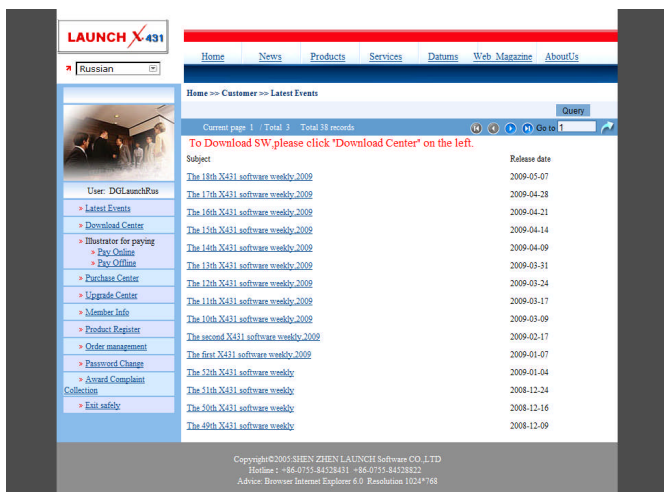 LAUNCH X-431
Russian
Home News Products Services Datums Web Magazine AboutUs
Home >> Customer >> Latest Events
Query
Current page 1 / Total 3 Total 38 records Go to 1
To Download SW,please click "Download Center" on the left.
Subject Release date
The 18th X431 software weekly,2009 2009-05-07
The 17th X431 software weekly,2009 2009-04-28
The 16th X431 software weekly,2009 2009-04-21
The 15th X431 software weekly,2009 2009-04-14
The 14th X431 software weekly,2009 2009-04-09
The 13th X431 software weekly,2009 2009-03-31
The 12th X431 software weekly,2009 2009-03-24
The 11th X431 software weekly,2009 2009-03-17
The 10th X431 software weekly,2009 2009-03-09
The second X431 software weekly,2009 2009-02-17
The first X431 software weekly,2009 2009-01-07
The 52th X431 software weekly 2009-01-04
The 51th X431 software weekly 2008-12-24
The 50th X431 software weekly 2008-12-16
The 49th X431 software weekly 2008-12-09
User: DGLaunchRus
» Latest Events
» Download Center
» Illustrator for paying
» Pay Online
» Pay Offline
» Purchase Center
» Upgrade Center
» Member Info
» Product Register
» Order management
» Password Change
» Award Complaint
Collection
» Exit safely
Copyright©2005:SHEN ZHEN LAUNCH Software CO.,LTD
Hotline : +86-0755-84528431 +86-0755-84528822
Advice: Browser Internet Explorer 6.0 Resolution 1024*768